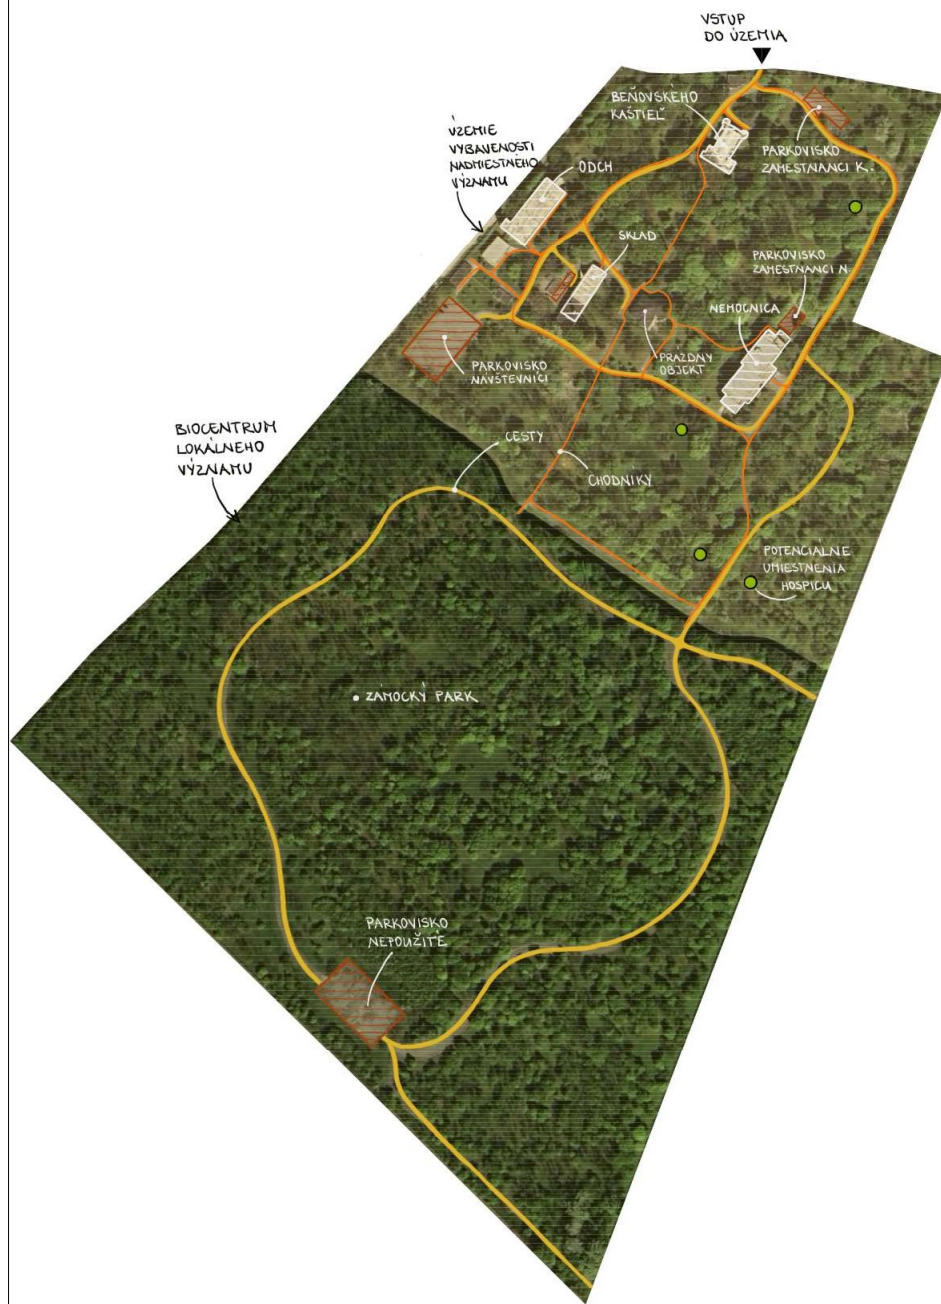 VSTUP
DO ÚZEMIA
BEŇOVSKÉHO
KAŠTIEĽ
PARKOVISKO
ZAMESTNANCI K.
ÚZEMIE
VYBAVENOSTI
NADMIESTNÉHO
VÝZNAMU
ODCH
SKLAD
PARKOVISKO
ZAMESTNANCI N.
NEMOCNICA
PRÁZDNY
OBJEKT
PARKOVISKO
NÁVŠTEVNÍCI
BIOCENTRUM
LOKÁLNEHO
VÝZNAMU
CESTY
CHODNÍKY
POTENCIÁLNE
UMIESTNENIA
HOSPICU
ZÁMOCKÝ PARK
PARKOVISKO
NEPOUŽITÉ